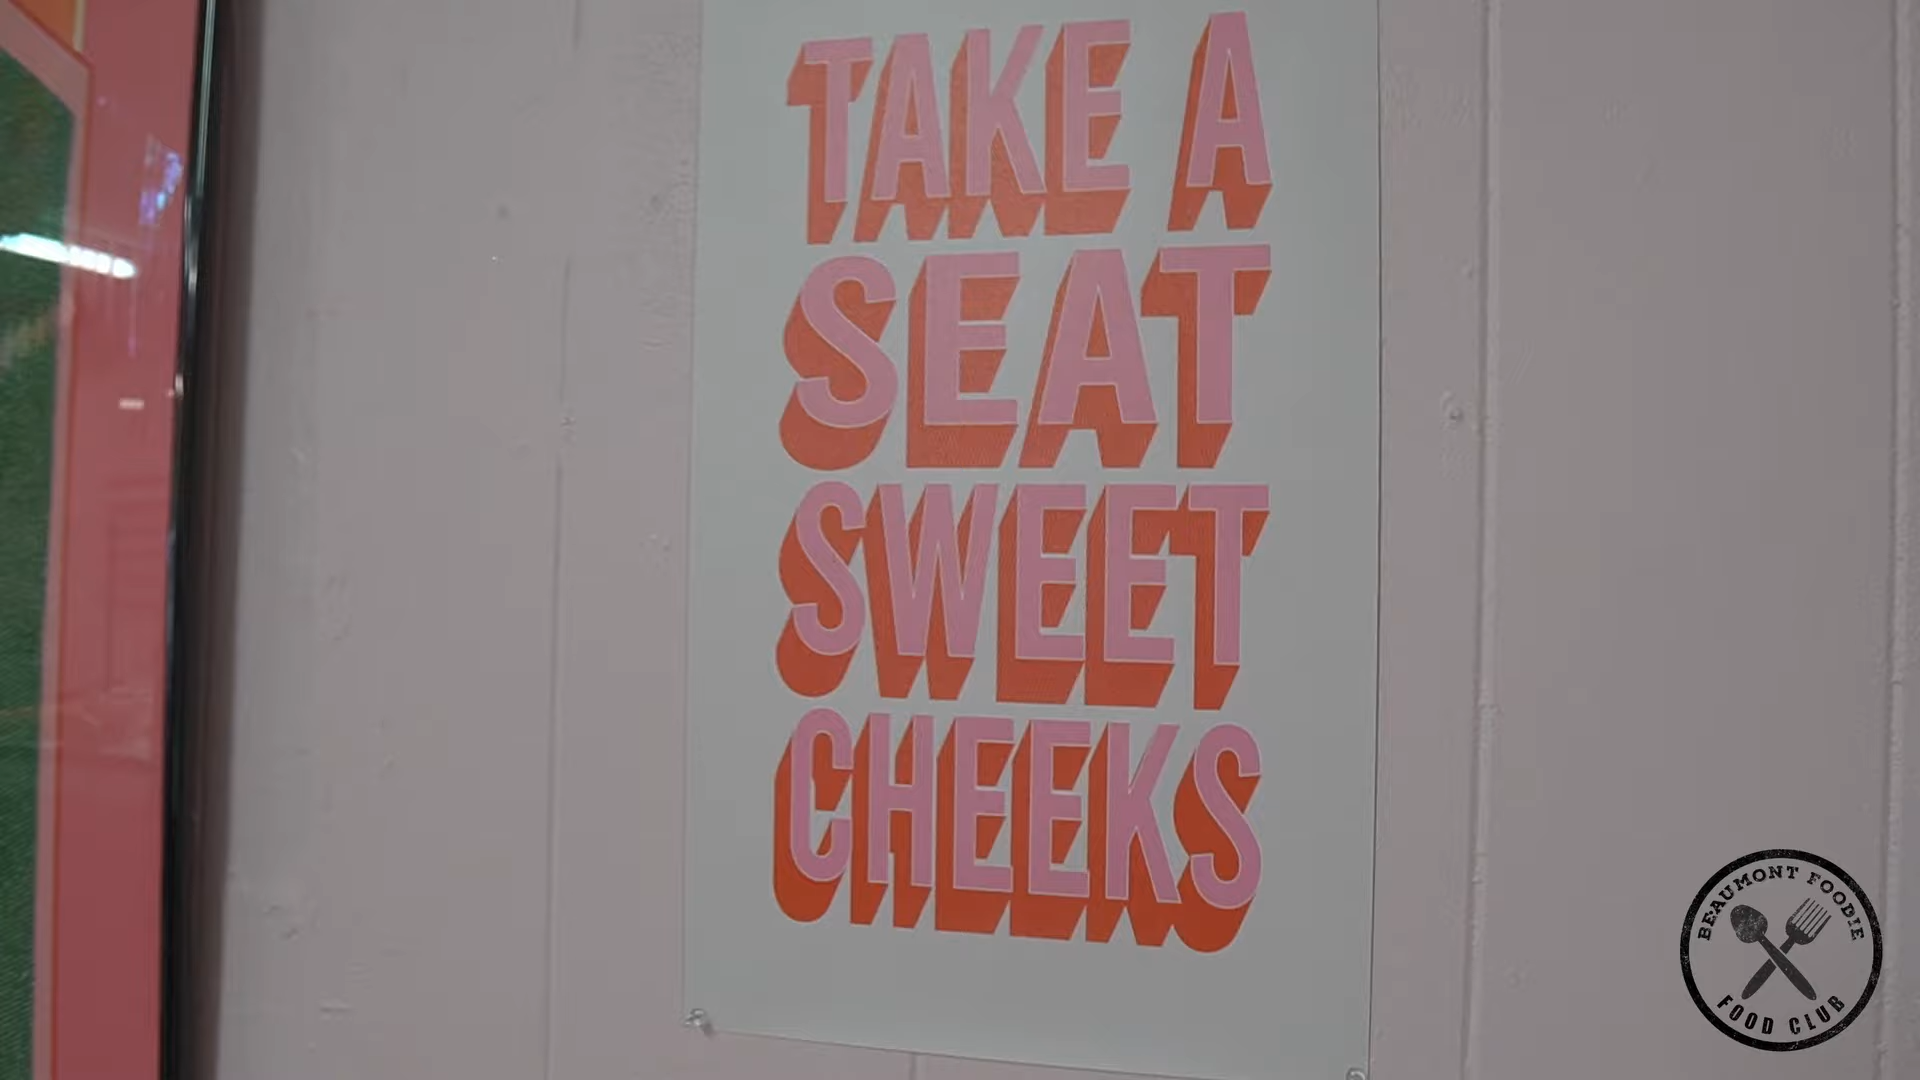 TAKE A
SEAT
SWEET
CHEEKS
BEAUMONT FOODIE
FOOD CLUB